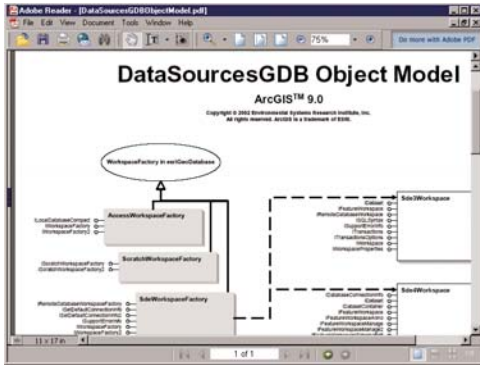 Adobe Reader - [DataSourcesGDBObjectModel.pdf]
File Edit View Document Tools Window Help
75%
Do more with Adobe PDF
DataSourcesGDB Object Model
ArcGIS™ 9.0
Copyright © 2002 Environmental Systems Research Institute, Inc.
All rights reserved. ArcGIS is a trademark of ESRI.
WorkspaceFactory in esriGeoDatabase
AccessWorkspaceFactory
ILocalDatabaseCompact
IWorkspaceFactory
IWorkspaceFactory2
ScratchWorkspaceFactory
IScratchWorkspaceFactory
IScratchWorkspaceFactory2
SdeWorkspaceFactory
IRemoteDatabaseWorkspaceFactory
ISetDefaultConnectionInfo
ISetDefaultConnectionInfo2
ISupportErrorInfo
IWorkspaceFactory
IWorkspaceFactory2
Sde3Workspace
IDataset
IFeatureWorkspace
IRemoteDatabaseWorkspace
ISQLSyntax
ISupportErrorInfo
ITransactions
ITransactionsOptions
IWorkspace
IWorkspaceProperties
Sde4Workspace
IDatabaseConnectionInfo
IDataset
IDatasetContainer
IFeatureWorkspace
IFeatureWorkspaceAnno
IFeatureWorkspaceManage
11 x 17 in
1 of 1